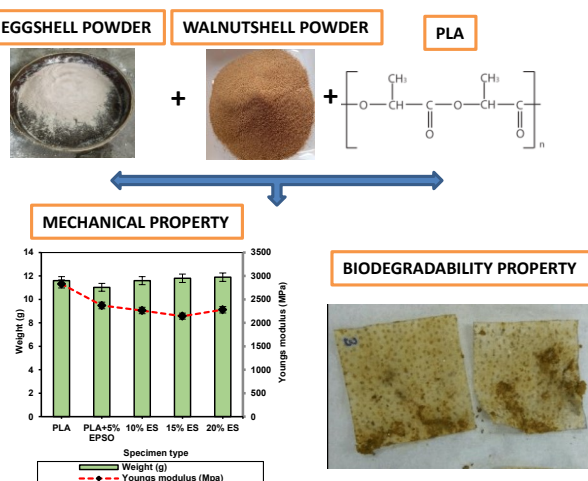 EGGSHELL POWDER
WALNUTSHELL POWDER
PLA
+
+
CH₃
CH₃
O
CH
C
O
CH
C
O
O
n
MECHANICAL PROPERTY
BIODEGRADABILITY PROPERTY
14
12
10
8
6
4
2
0
Weight (g)
3500
3000
2500
2000
1500
1000
500
0
Youngs modulus (MPa)
PLA
PLA+5% EPSO
10% ES
15% ES
20% ES
Specimen type
Weight (g)
Youngs modulus (Mpa)